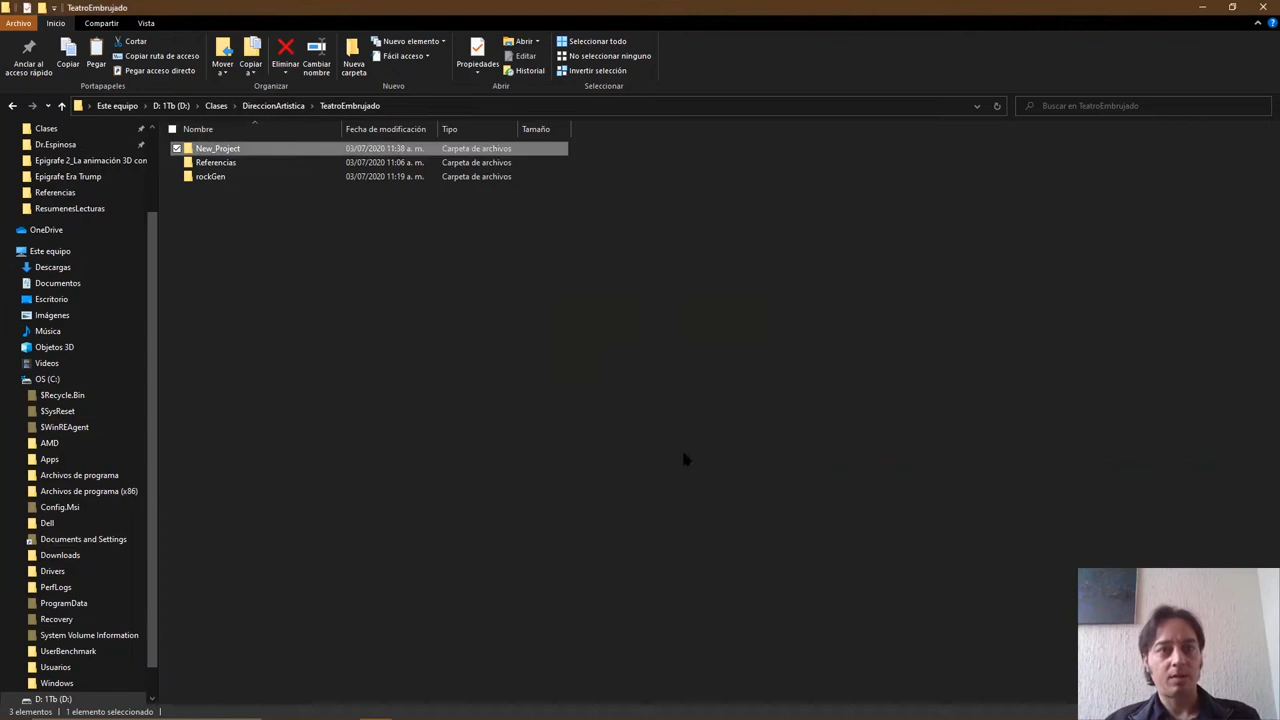 TeatroEmbrujado
Archivo Inicio Compartir Vista
Anclar al acceso rápido
Copiar
Pegar
Cortar
Copiar ruta de acceso
Pegar acceso directo
Mover a
Copiar a
Eliminar
Cambiar nombre
Nueva carpeta
Nuevo elemento
Fácil acceso
Propiedades
Abrir
Editar
Historial
Seleccionar todo
No seleccionar ninguno
Invertir selección
Portapapeles Organizar Nuevo Abrir Seleccionar
Este equipo > D: 1Tb (D:) > Clases > DireccionArtistica > TeatroEmbrujado
Buscar en TeatroEmbrujado
Nombre Fecha de modificación Tipo Tamaño
New_Project 03/07/2020 11:38 a. m. Carpeta de archivos
Referencias 03/07/2020 11:06 a. m. Carpeta de archivos
rockGen 03/07/2020 11:19 a. m. Carpeta de archivos
Clases
Dr.Espinosa
Epigrafe 2_La animación 3D con
Epigrafe Era Trump
Referencias
ResumenesLecturas
OneDrive
Este equipo
Descargas
Documentos
Escritorio
Imágenes
Música
Objetos 3D
Videos
OS (C:)
$Recycle.Bin
$SysReset
$WinREAgent
AMD
Apps
Archivos de programa
Archivos de programa (x86)
Config.Msi
Dell
Documents and Settings
Downloads
Drivers
PerfLogs
ProgramData
Recovery
System Volume Information
UserBenchmark
Usuarios
Windows
D: 1Tb (D:)
3 elementos 1 elemento seleccionado